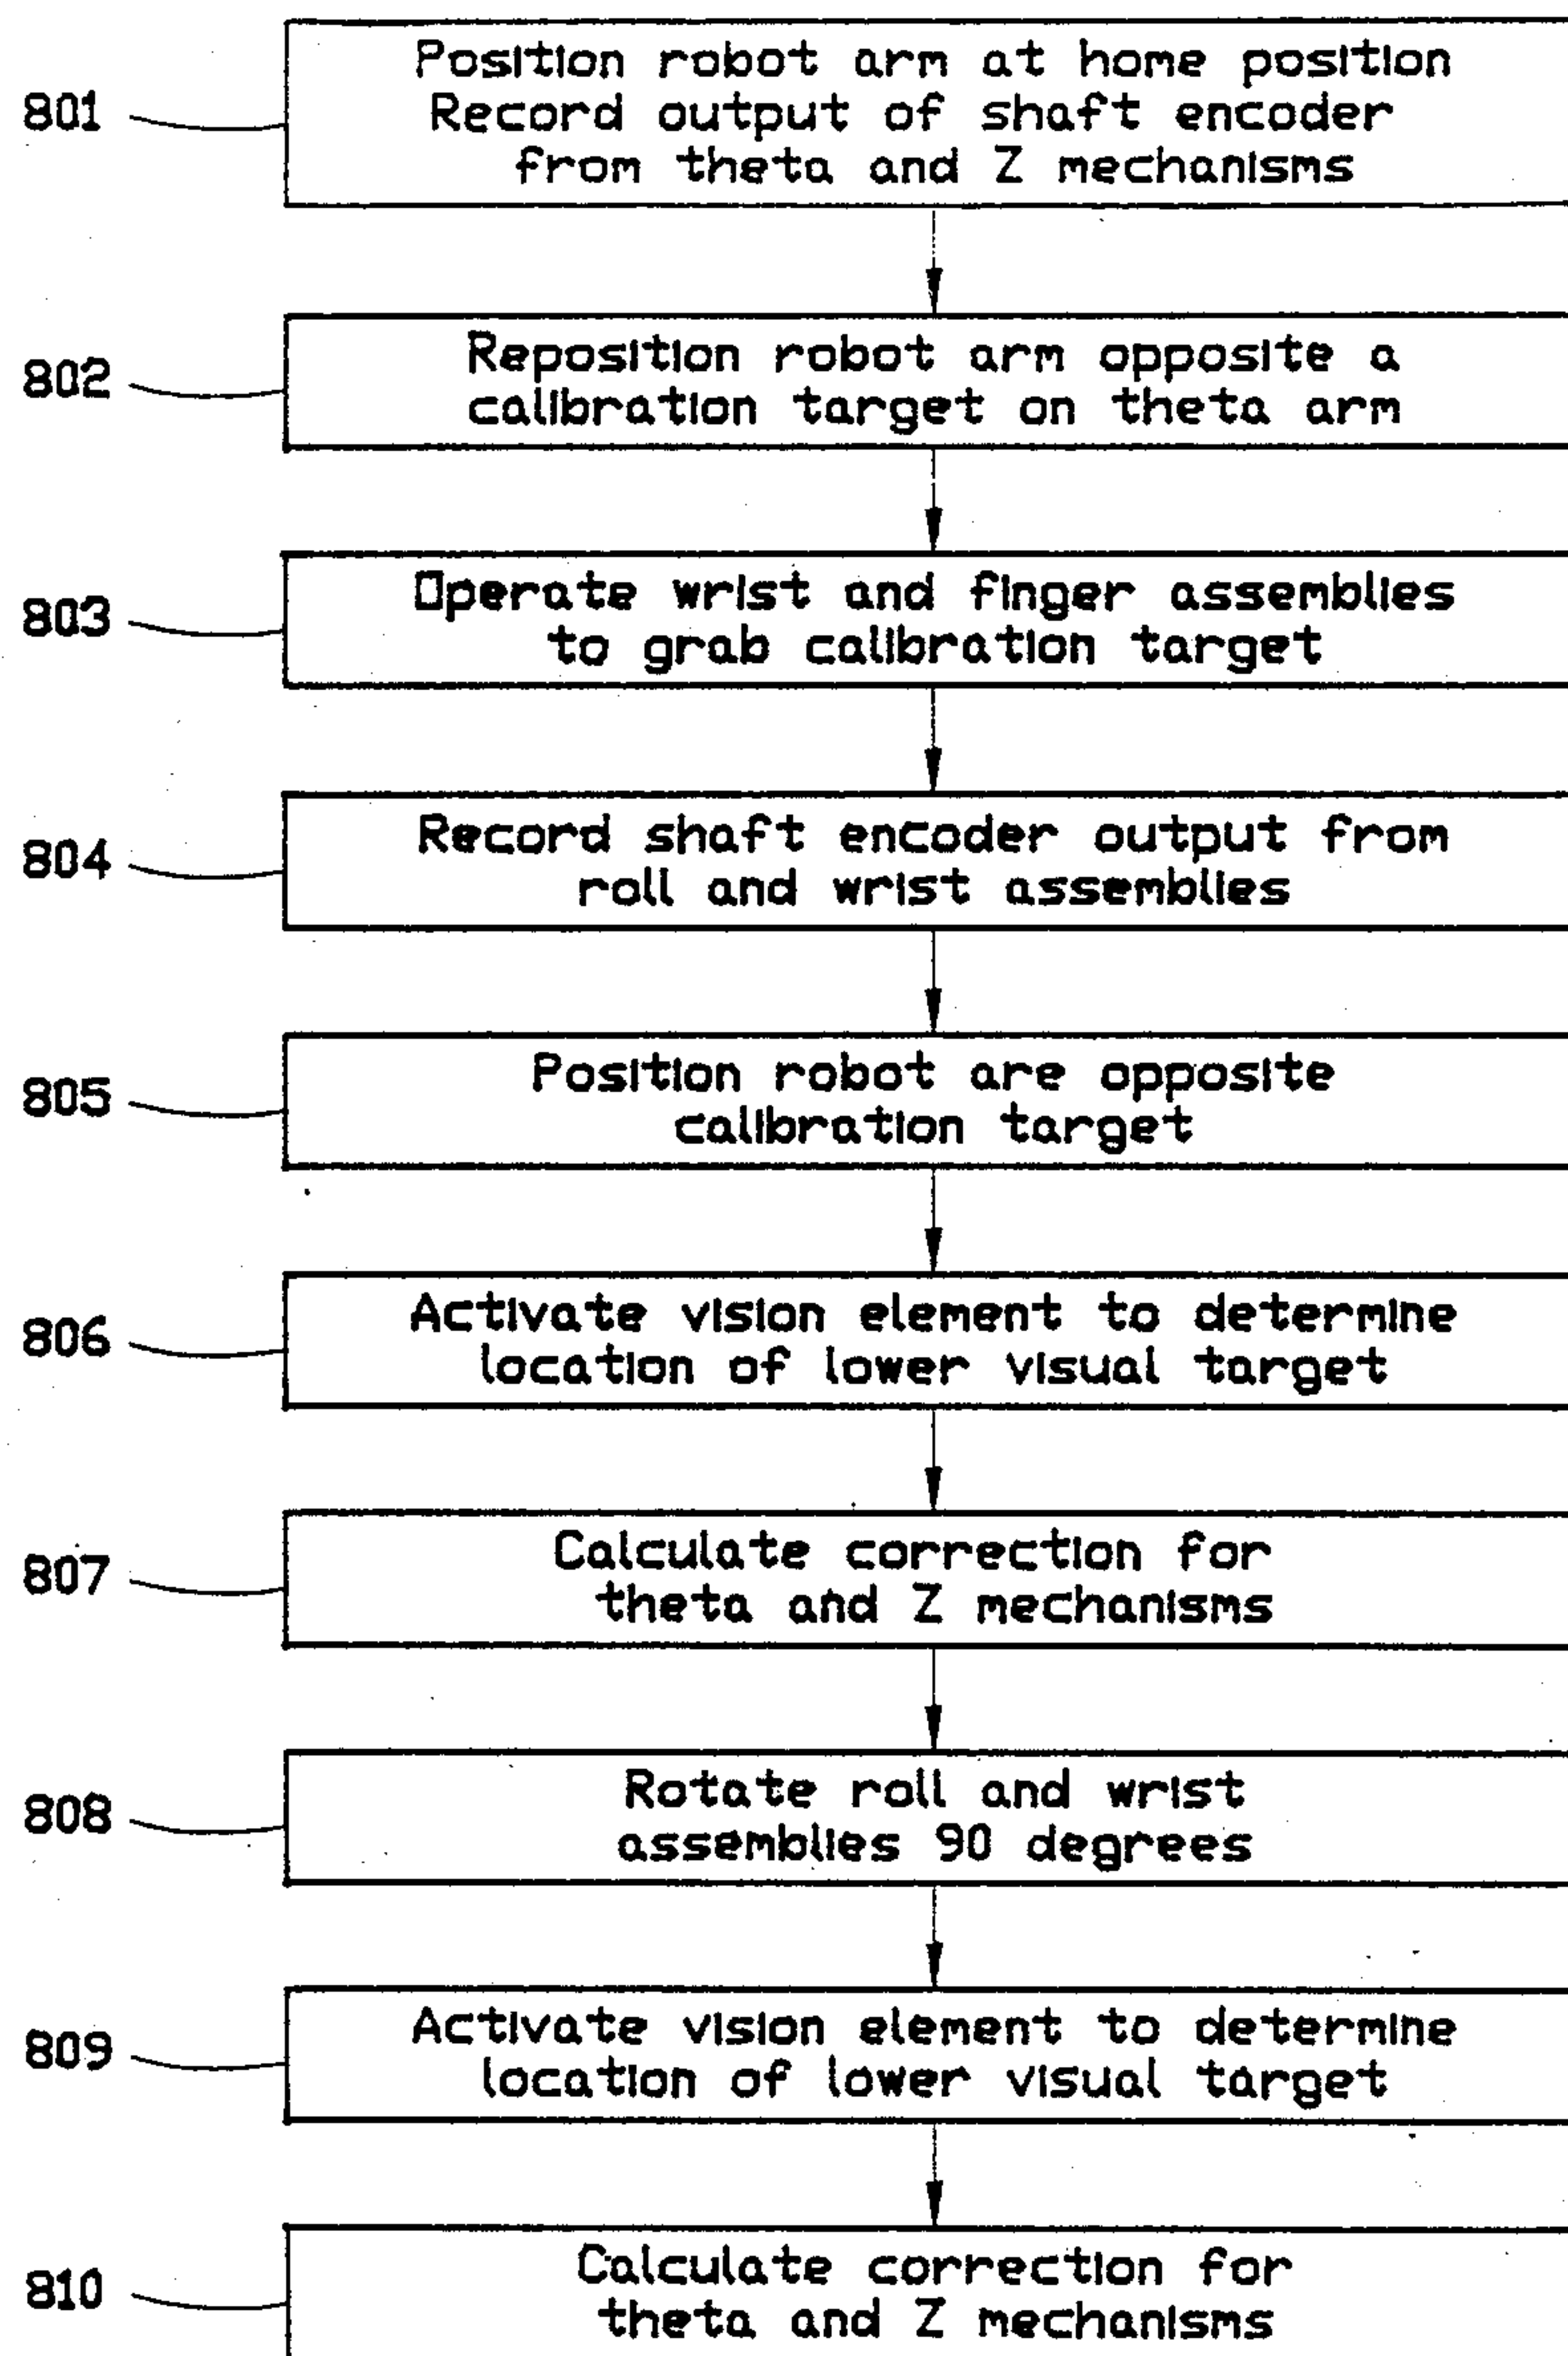 801
Position robot arm at home position
Record output of shaft encoder
from theta and Z mechanisms
802
Reposition robot arm opposite a
calibration target on theta arm
803
Operate wrist and finger assemblies
to grab calibration target
804
Record shaft encoder output from
roll and wrist assemblies
805
Position robot are opposite
calibration target
806
Activate vision element to determine
location of lower visual target
807
Calculate correction for
theta and Z mechanisms
808
Rotate roll and wrist
assemblies 90 degrees
809
Activate vision element to determine
location of lower visual target
810
Calculate correction for
theta and Z mechanisms